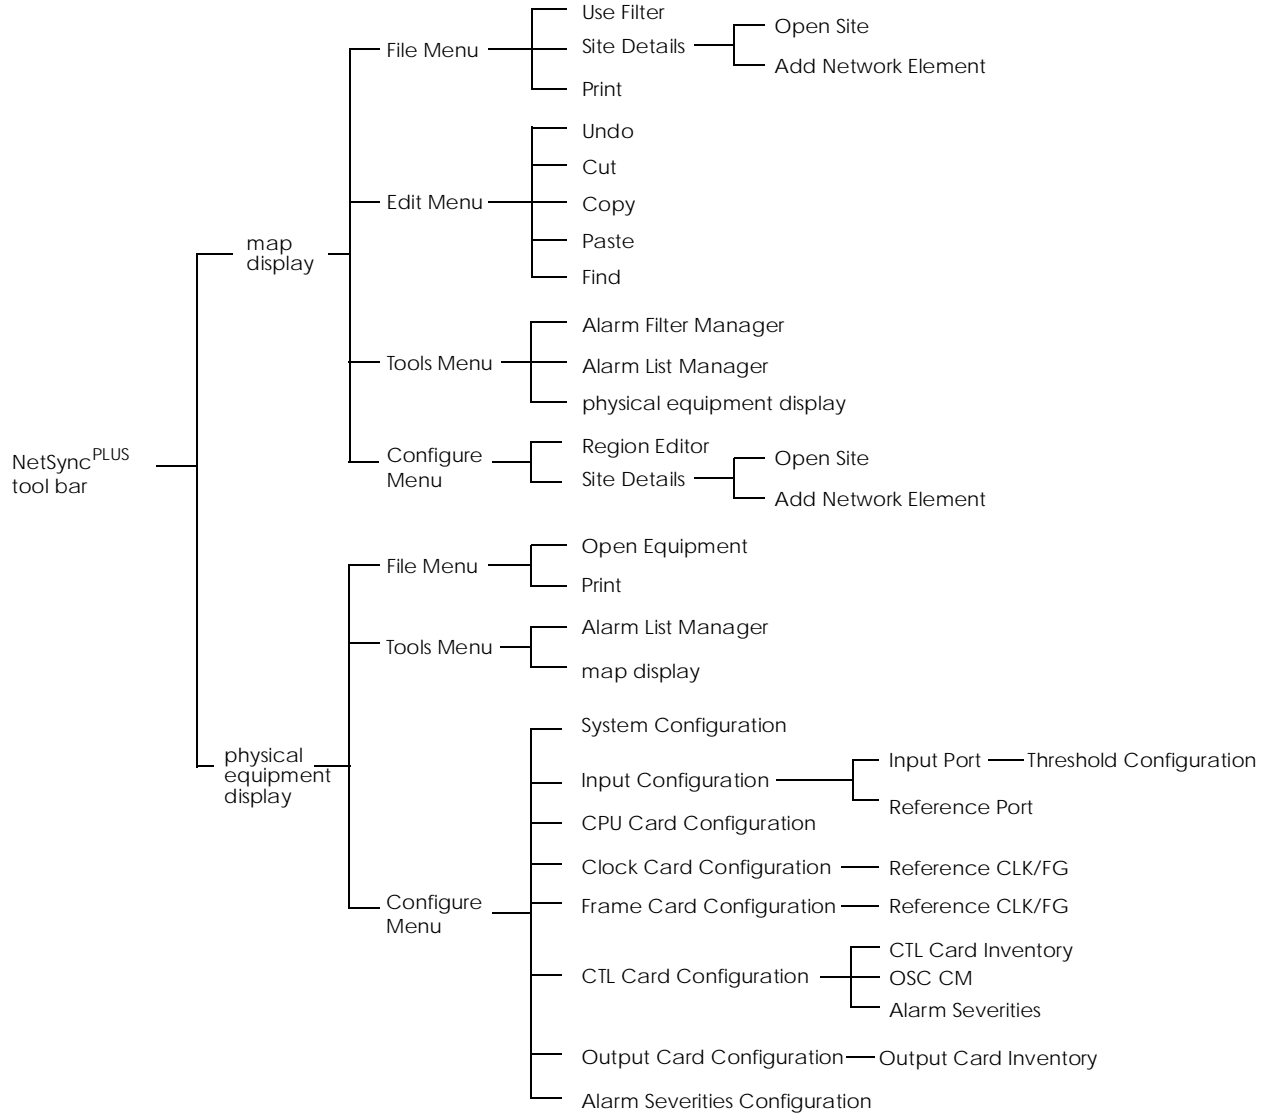 NetSyncPLUS
tool bar
map
display
File Menu
Use Filter
Site Details
Open Site
Add Network Element
Print
Edit Menu
Undo
Cut
Copy
Paste
Find
Tools Menu
Alarm Filter Manager
Alarm List Manager
physical equipment display
Configure
Menu
Region Editor
Site Details
Open Site
Add Network Element
physical
equipment
display
File Menu
Open Equipment
Print
Tools Menu
Alarm List Manager
map display
Configure
Menu
System Configuration
Input Configuration
Input Port
Threshold Configuration
Reference Port
CPU Card Configuration
Clock Card Configuration
Reference CLK/FG
Frame Card Configuration
Reference CLK/FG
CTL Card Configuration
CTL Card Inventory
OSC CM
Alarm Severities
Output Card Configuration
Output Card Inventory
Alarm Severities Configuration